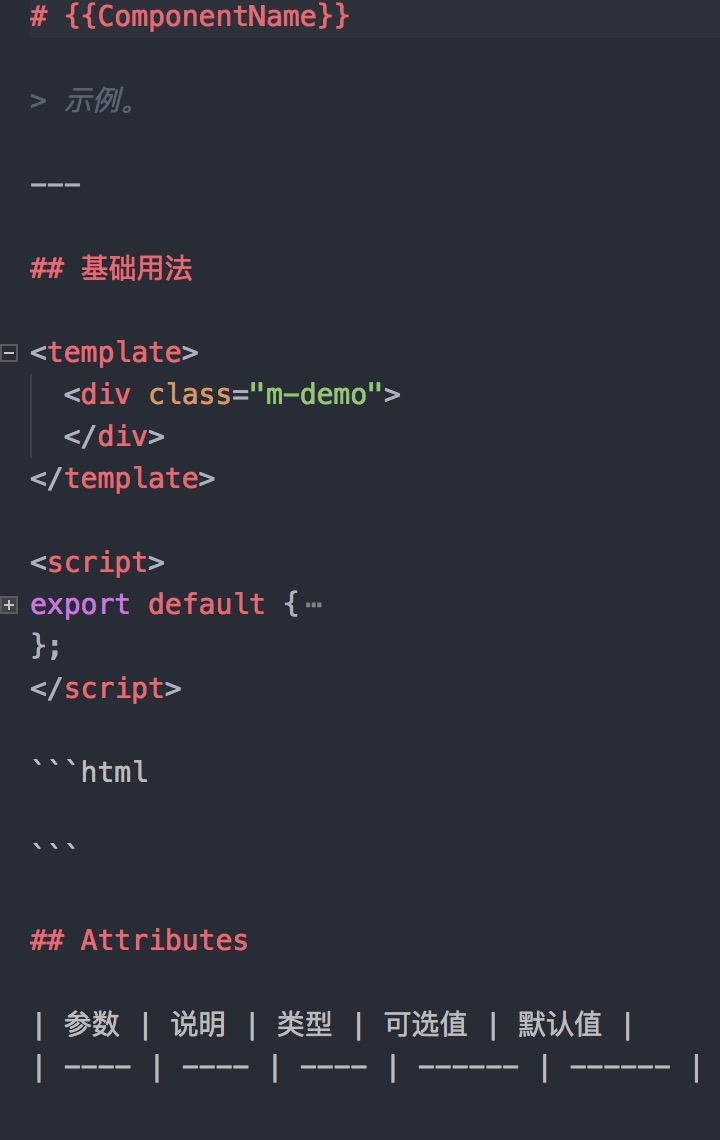 # {{ComponentName}}
> 示例。
---
## 基础用法
<template>
<div class="m-demo">
</div>
</template>
<script>
export default {⋯
};
</script>
```html
```
## Attributes
| 参数 | 说明 | 类型 | 可选值 | 默认值 |
| ---- | ---- | ---- | ------ | ------ |